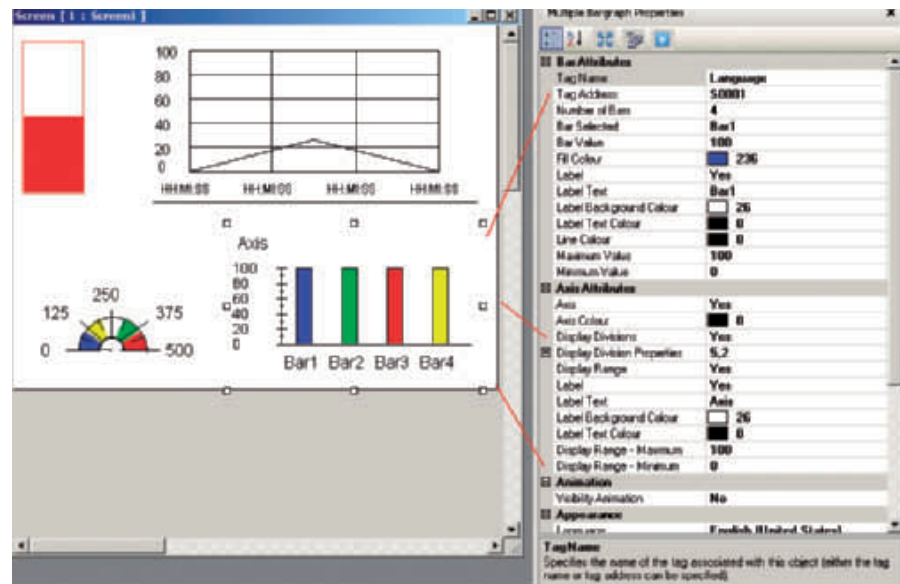 Screen [ 1 : Screen1 ]
100
80
60
40
20
0
HH:MM:SS HH:MM:SS HH:MM:SS HH:MM:SS
Axis
100
80
60
40
20
0
Bar1 Bar2 Bar3 Bar4
250
125 375
0 500
Multiple Bargraph Properties
Bar Attributes
Tag Name Language
Tag Address S0001
Number of Bars 4
Bar Selected Bar1
Bar Value 100
Fill Colour 236
Label Yes
Label Text Bar1
Label Background Colour 26
Label Text Colour 0
Line Colour 0
Maximum Value 100
Minimum Value 0
Axis Attributes
Axis Yes
Axis Colour 0
Display Divisions Yes
Display Division Properties 5,2
Display Range Yes
Label Yes
Label Text Axis
Label Background Colour 26
Label Text Colour 0
Display Range - Maximum 100
Display Range - Minimum 0
Animation
Visibility Animation No
Appearance
Language English (United States)
TagName
Specifies the name of the tag associated with this object (either the tag
name or tag address can be specified).